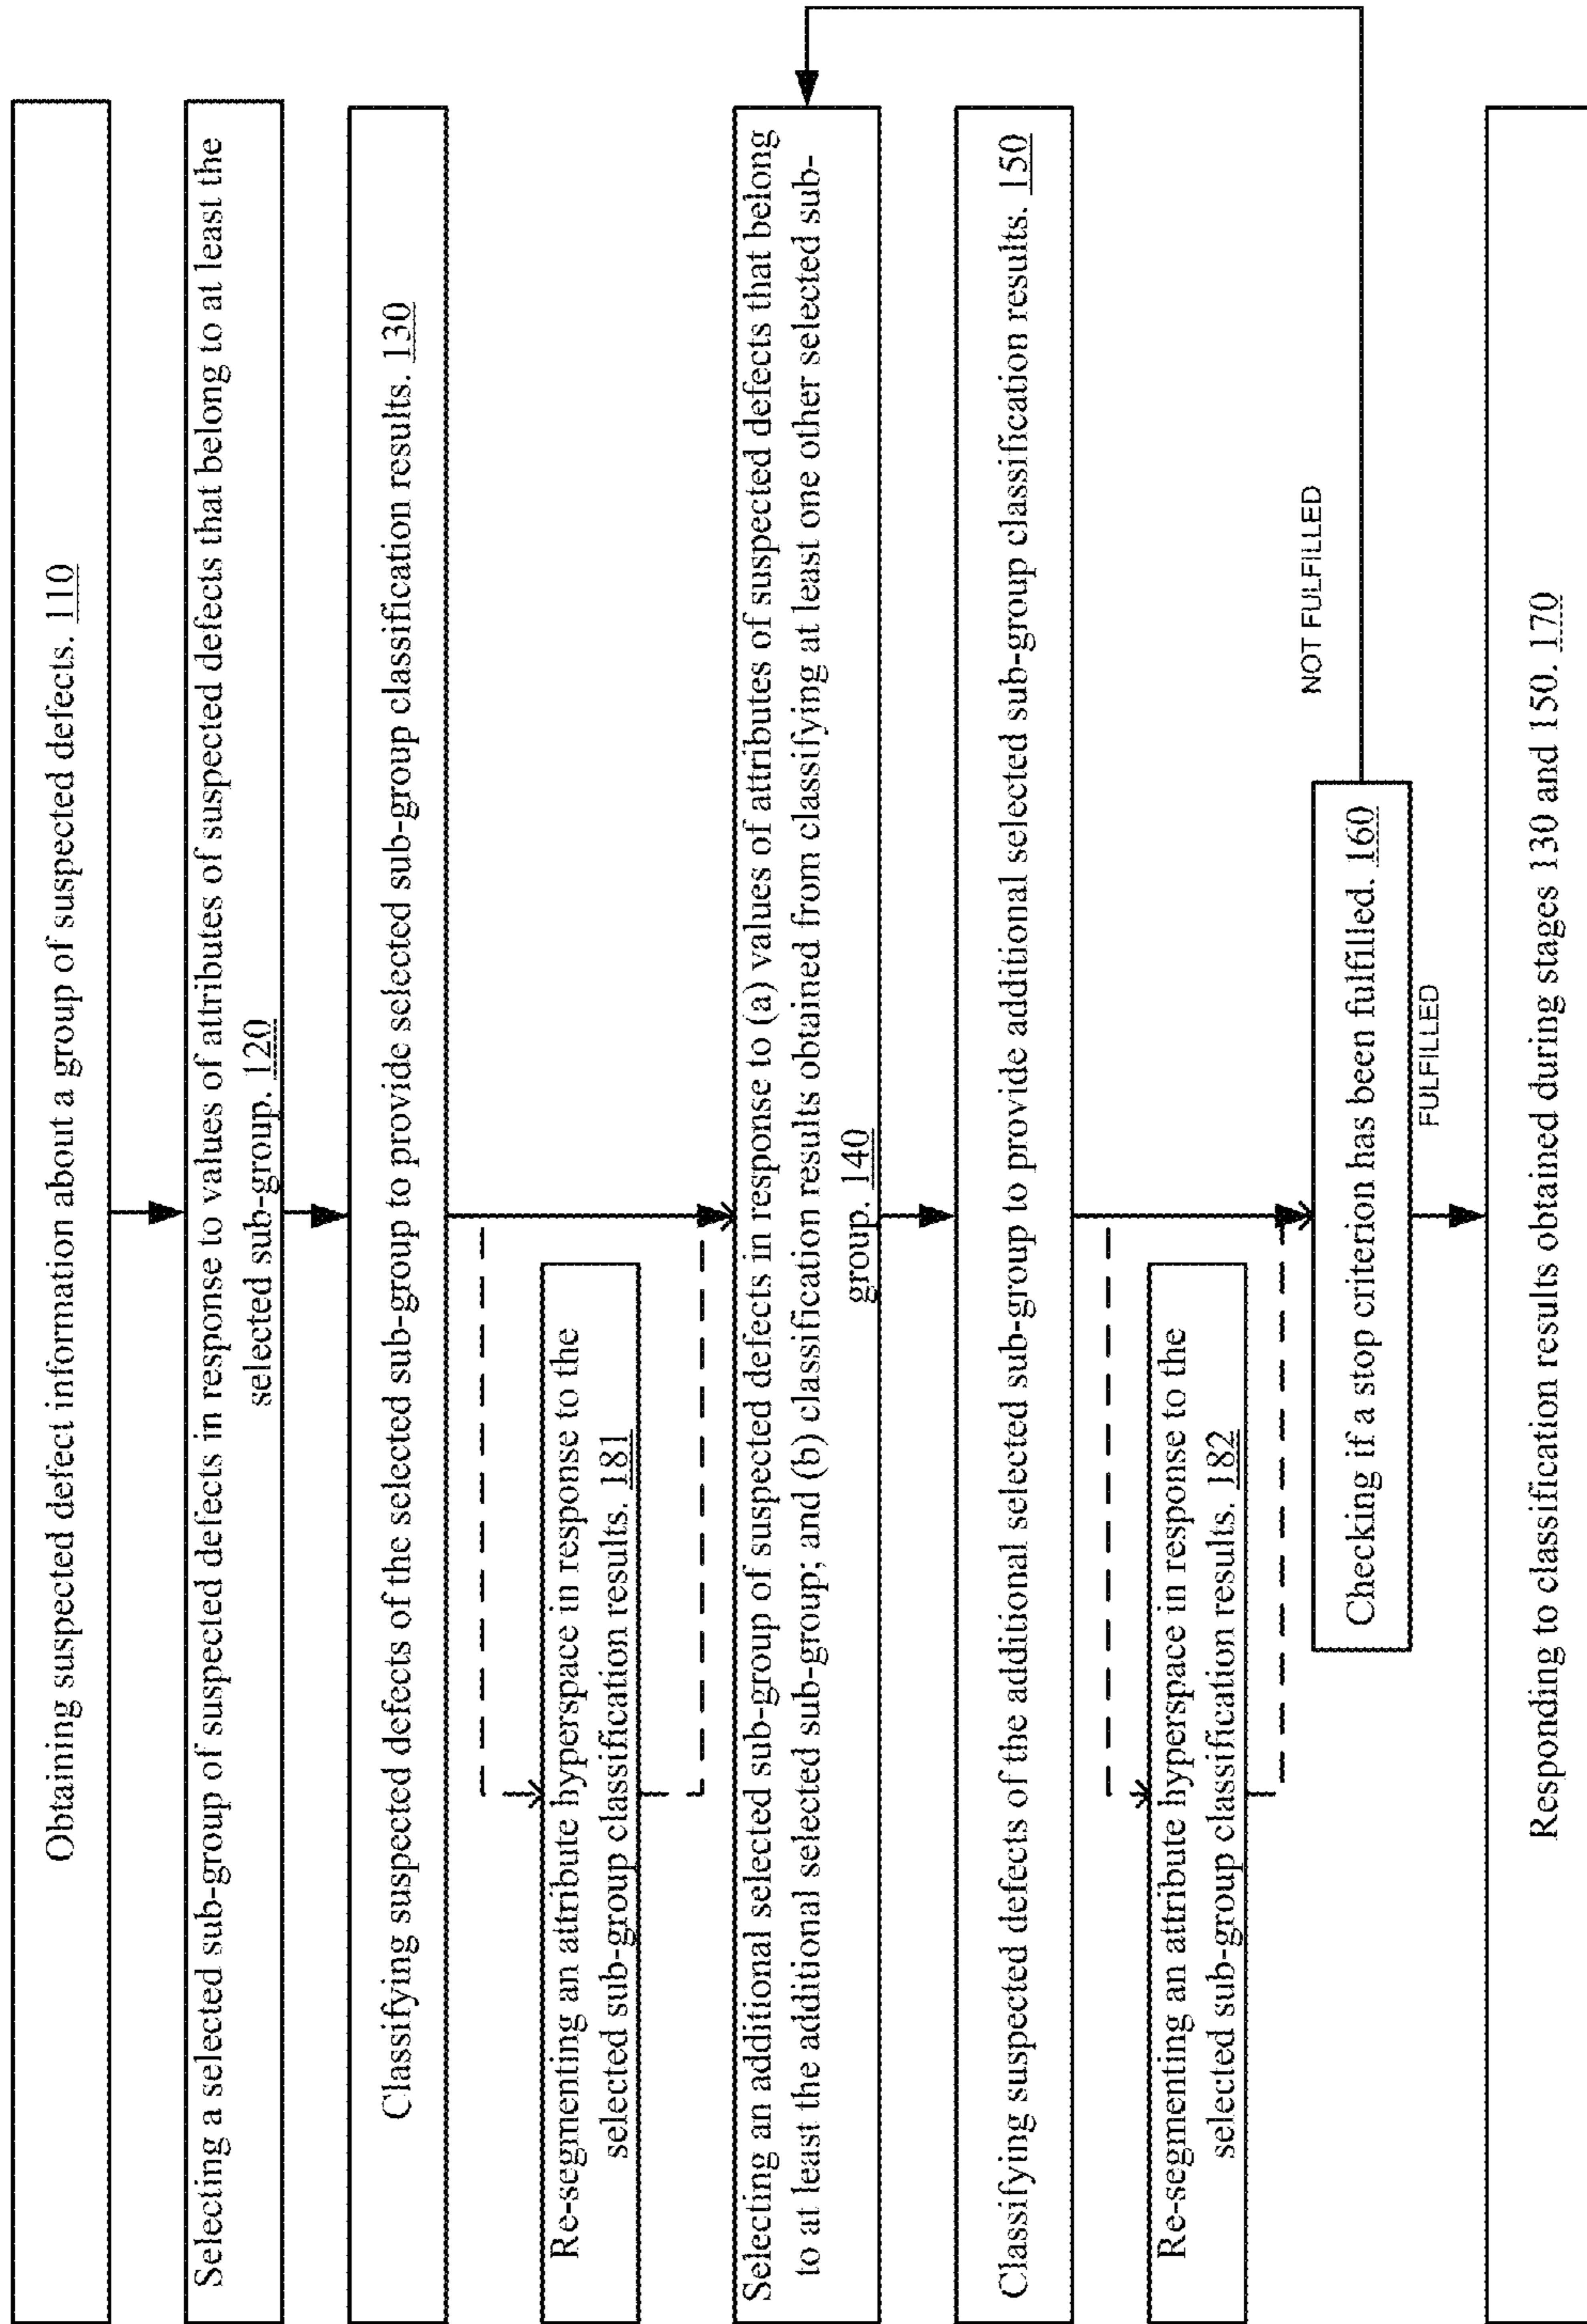 Obtaining suspected defect information about a group of suspected defects. 110
Selecting a selected sub-group of suspected defects in response to values of attributes of suspected defects that belong to at least the
selected sub-group. 120
Classifying suspected defects of the selected sub-group to provide selected sub-group classification results. 130
Re-segmenting an attribute hyperspace in response to the
selected sub-group classification results. 181
Selecting an additional selected sub-group of suspected defects in response to (a) values of attributes of suspected defects that belong
to at least the additional selected sub-group; and (b) classification results obtained from classifying at least one other selected sub-
group. 140
Classifying suspected defects of the additional selected sub-group to provide additional selected sub-group classification results. 150
Re-segmenting an attribute hyperspace in response to the
selected sub-group classification results. 182
Checking if a stop criterion has been fulfilled. 160
NOT FULFILLED
FULFILLED
Responding to classification results obtained during stages 130 and 150. 170